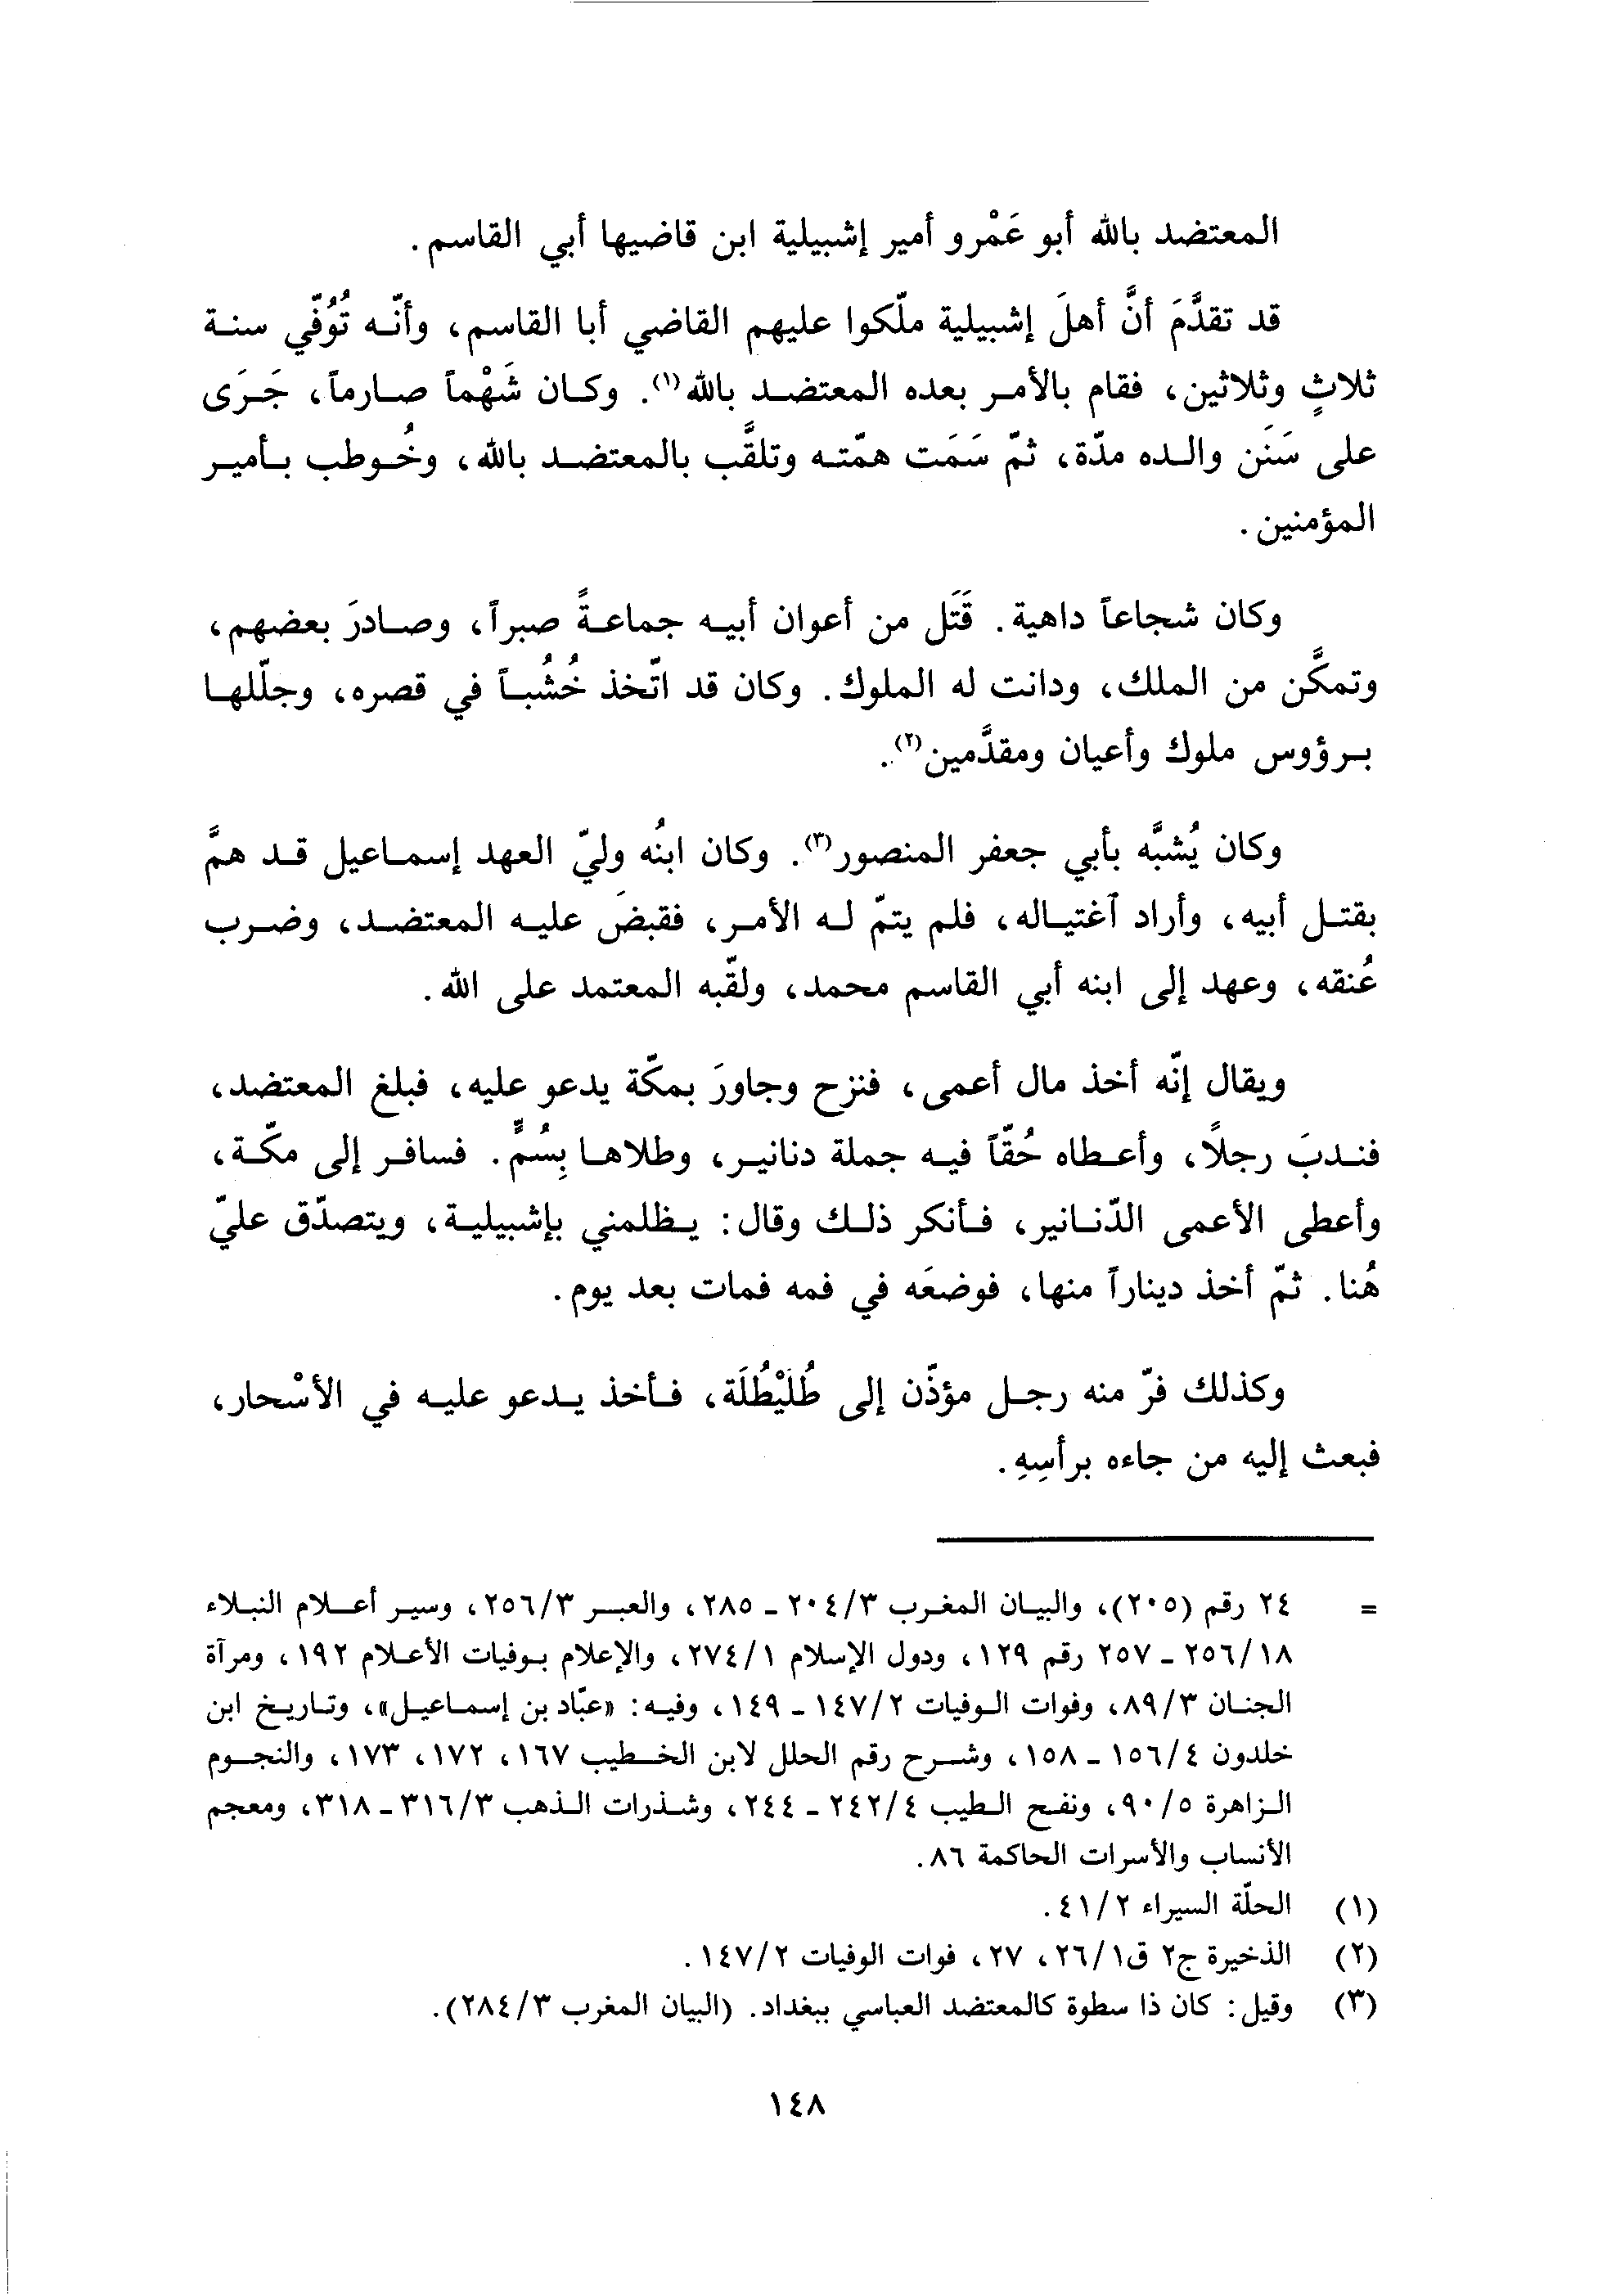 المعتضد بالله أبو عَمْرو أمير إشبيلية ابن قاضيها أبي القاسم.
قد تقدَّمَ أنَّ أهلَ إشبيلية ملّكوا عليهم القاضي أبا القاسم، وأنّه تُوُفّي سنة
ثلاثٍ وثلاثين، فقام بالأمر بعده المعتضد بالله(١). وكان شَهْماً صارماً، جَرَى
على سَنَن والده مدّة، ثمّ سَمَت همّته وتلقَّب بالمعتضد بالله، وخُوطب بأمير
المؤمنين.
وكان شجاعاً داهية. قَتَل من أعوان أبيه جماعةً صبراً، وصادرَ بعضهم،
وتمكَّن من الملك، ودانت له الملوك. وكان قد اتّخذ خُشُباً في قصره، وجلّلها
برؤوس ملوك وأعيان ومقدَّمين(٢).
وكان يُشبَّه بأبي جعفر المنصور(٣). وكان ابنُه وليّ العهد إسماعيل قد همَّ
بقتل أبيه، وأراد آغتياله، فلم يتمّ له الأمر، فقبضَ عليه المعتضد، وضرب
عُنقه، وعهد إلى ابنه أبي القاسم محمد، ولقّبه المعتمد على الله.
ويقال إنّه أخذ مال أعمى، فنزح وجاورَ بمكّة يدعو عليه، فبلغ المعتضد،
فندبَ رجلاً، وأعطاه حُقّاً فيه جملة دنانير، وطلاها بِسُمٍّ. فسافر إلى مكّة،
وأعطى الأعمى الدّنانير، فأنكر ذلك وقال: يظلمني بإشبيلية، ويتصدّق عليّ
هُنا. ثمّ أخذ ديناراً منها، فوضعَه في فمه فمات بعد يوم.
وكذلك فرّ منه رجل مؤذّن إلى طُلَيْطُلَة، فأخذ يدعو عليه في الأسْحار،
فبعث إليه من جاءه برأسِهِ.
= ٢٤ رقم (٢٠٥)، والبيان المغرب ٢٠٤/٣ - ٢٨٥، والعبر ٢٥٦/٣، وسير أعلام النبلاء
٢٥٦/١٨ - ٢٥٧ رقم ١٢٩، ودول الإسلام ٢٧٤/١، والإعلام بوفيات الأعلام ١٩٢، ومرآة
الجنان ٨٩/٣، وفوات الوفيات ١٤٧/٢ - ١٤٩، وفيه: «عبّاد بن إسماعيل»، وتاريخ ابن
خلدون ١٥٦/٤ - ١٥٨، وشرح رقم الحلل لابن الخطيب ١٦٧، ١٧٢، ١٧٣، والنجوم
الزاهرة ٩٠/٥، ونفح الطيب ٢٤٢/٤ - ٢٤٤، وشذرات الذهب ٣١٦/٣ - ٣١٨، ومعجم
الأنساب والأسرات الحاكمة ٨٦.
(١) الحلّة السيراء ٤١/٢.
(٢) الذخيرة ج٢ ق٢٦/١، ٢٧، فوات الوفيات ١٤٧/٢.
(٣) وقيل: كان ذا سطوة كالمعتضد العباسي ببغداد. (البيان المغرب ٢٨٤/٣).
١٤٨